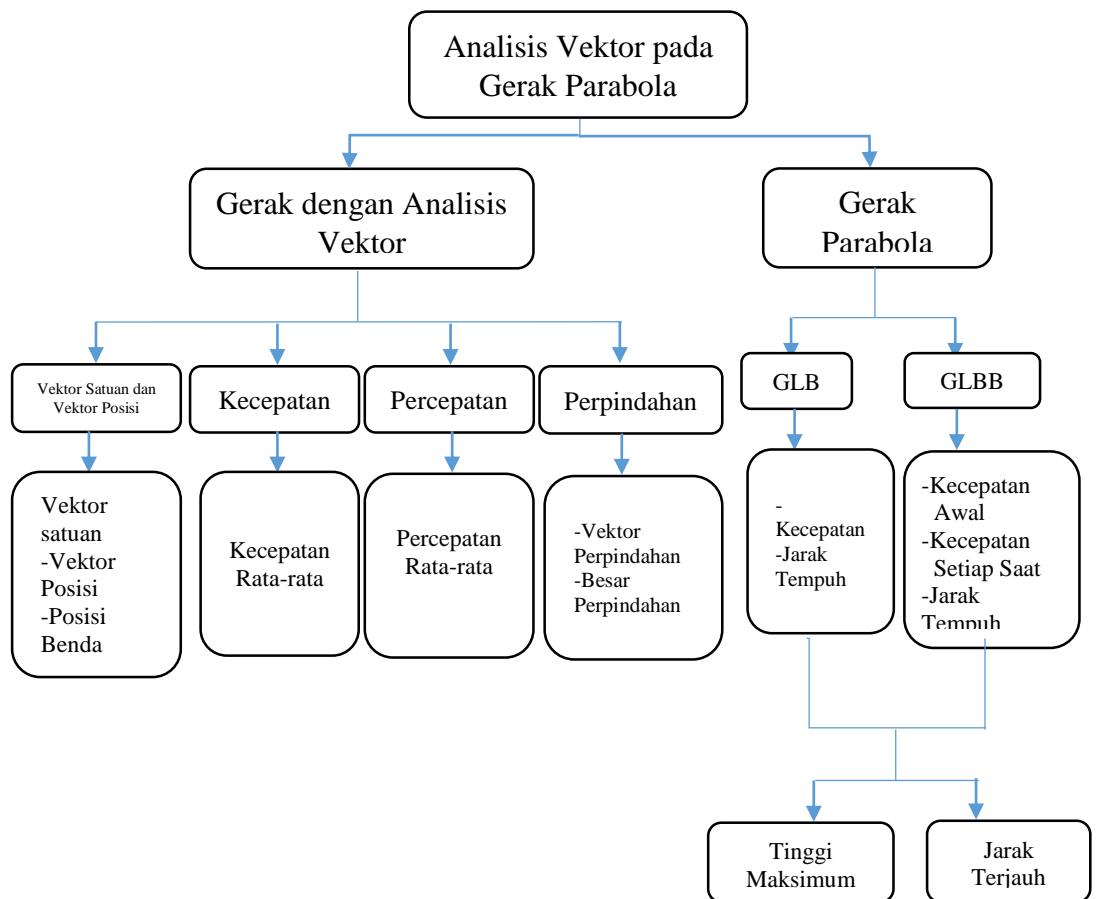 Analisis Vektor pada
Gerak Parabola
Gerak dengan Analisis
Vektor
Gerak
Parabola
Vektor Satuan dan
Vektor Posisi
Kecepatan
Percepatan
Perpindahan
GLB
GLBB
Vektor
satuan
-Vektor
Posisi
-Posisi
Benda
Kecepatan
Rata-rata
Percepatan
Rata-rata
-Vektor
Perpindahan
-Besar
Perpindahan
-
Kecepatan
-Jarak
Tempuh
-Kecepatan
Awal
-Kecepatan
Setiap Saat
-Jarak
Tempuh
Tinggi
Maksimum
Jarak
Terjauh